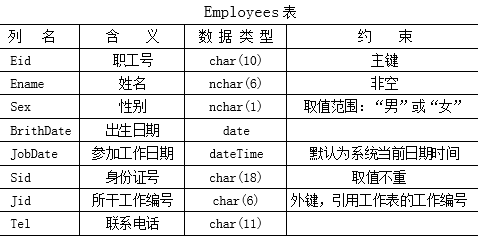 Employees表
列 名 含 义 数据类型 约 束
Eid 职工号 char(10) 主键
Ename 姓名 nchar(6) 非空
Sex 性别 nchar(1) 取值范围：“男”或“女”
BrithDate 出生日期 date
JobDate 参加工作日期 dateTime 默认为系统当前日期时间
Sid 身份证号 char(18) 取值不重
Jid 所干工作编号 char(6) 外键，引用工作表的工作编号
Tel 联系电话 char(11)